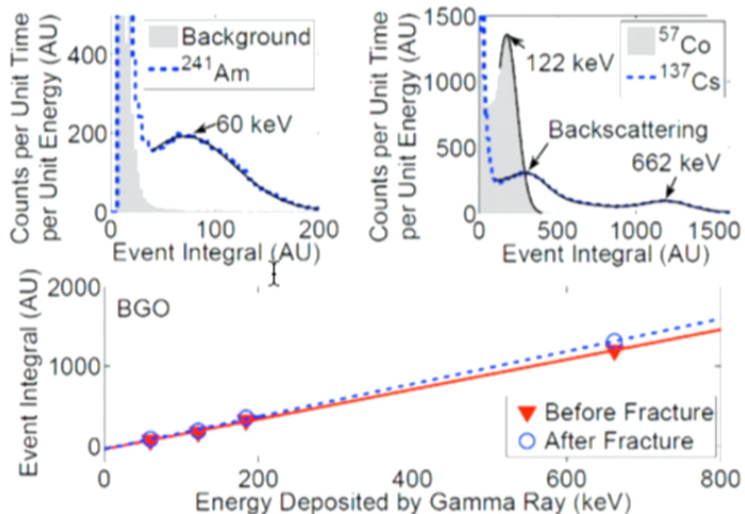 Counts per Unit Time
per Unit Energy (AU)
400
200
0
Background
241Am
60 keV
0
100
200
Event Integral (AU)
Counts per Unit Time
per Unit Energy (AU)
1500
1000
500
0
57Co
137Cs
122 keV
Backscattering
662 keV
0
500
1000
1500
Event Integral (AU)
Event Integral (AU)
2000
1000
0
BGO
Before Fracture
After Fracture
0
200
400
600
800
Energy Deposited by Gamma Ray (keV)